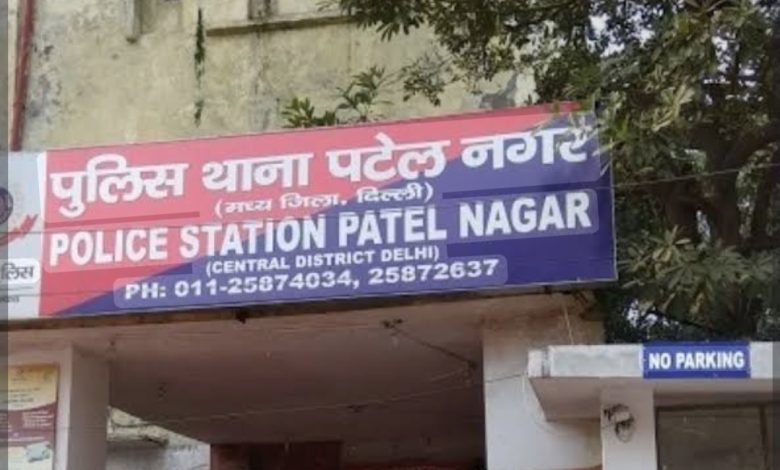 पुलिस थाना पटेल नगर
(मध्य जिला, दिल्ली)
POLICE STATION PATEL NAGAR
(CENTRAL DISTRICT DELHI)
PH: 011-25874034, 25872637
NO PARKING